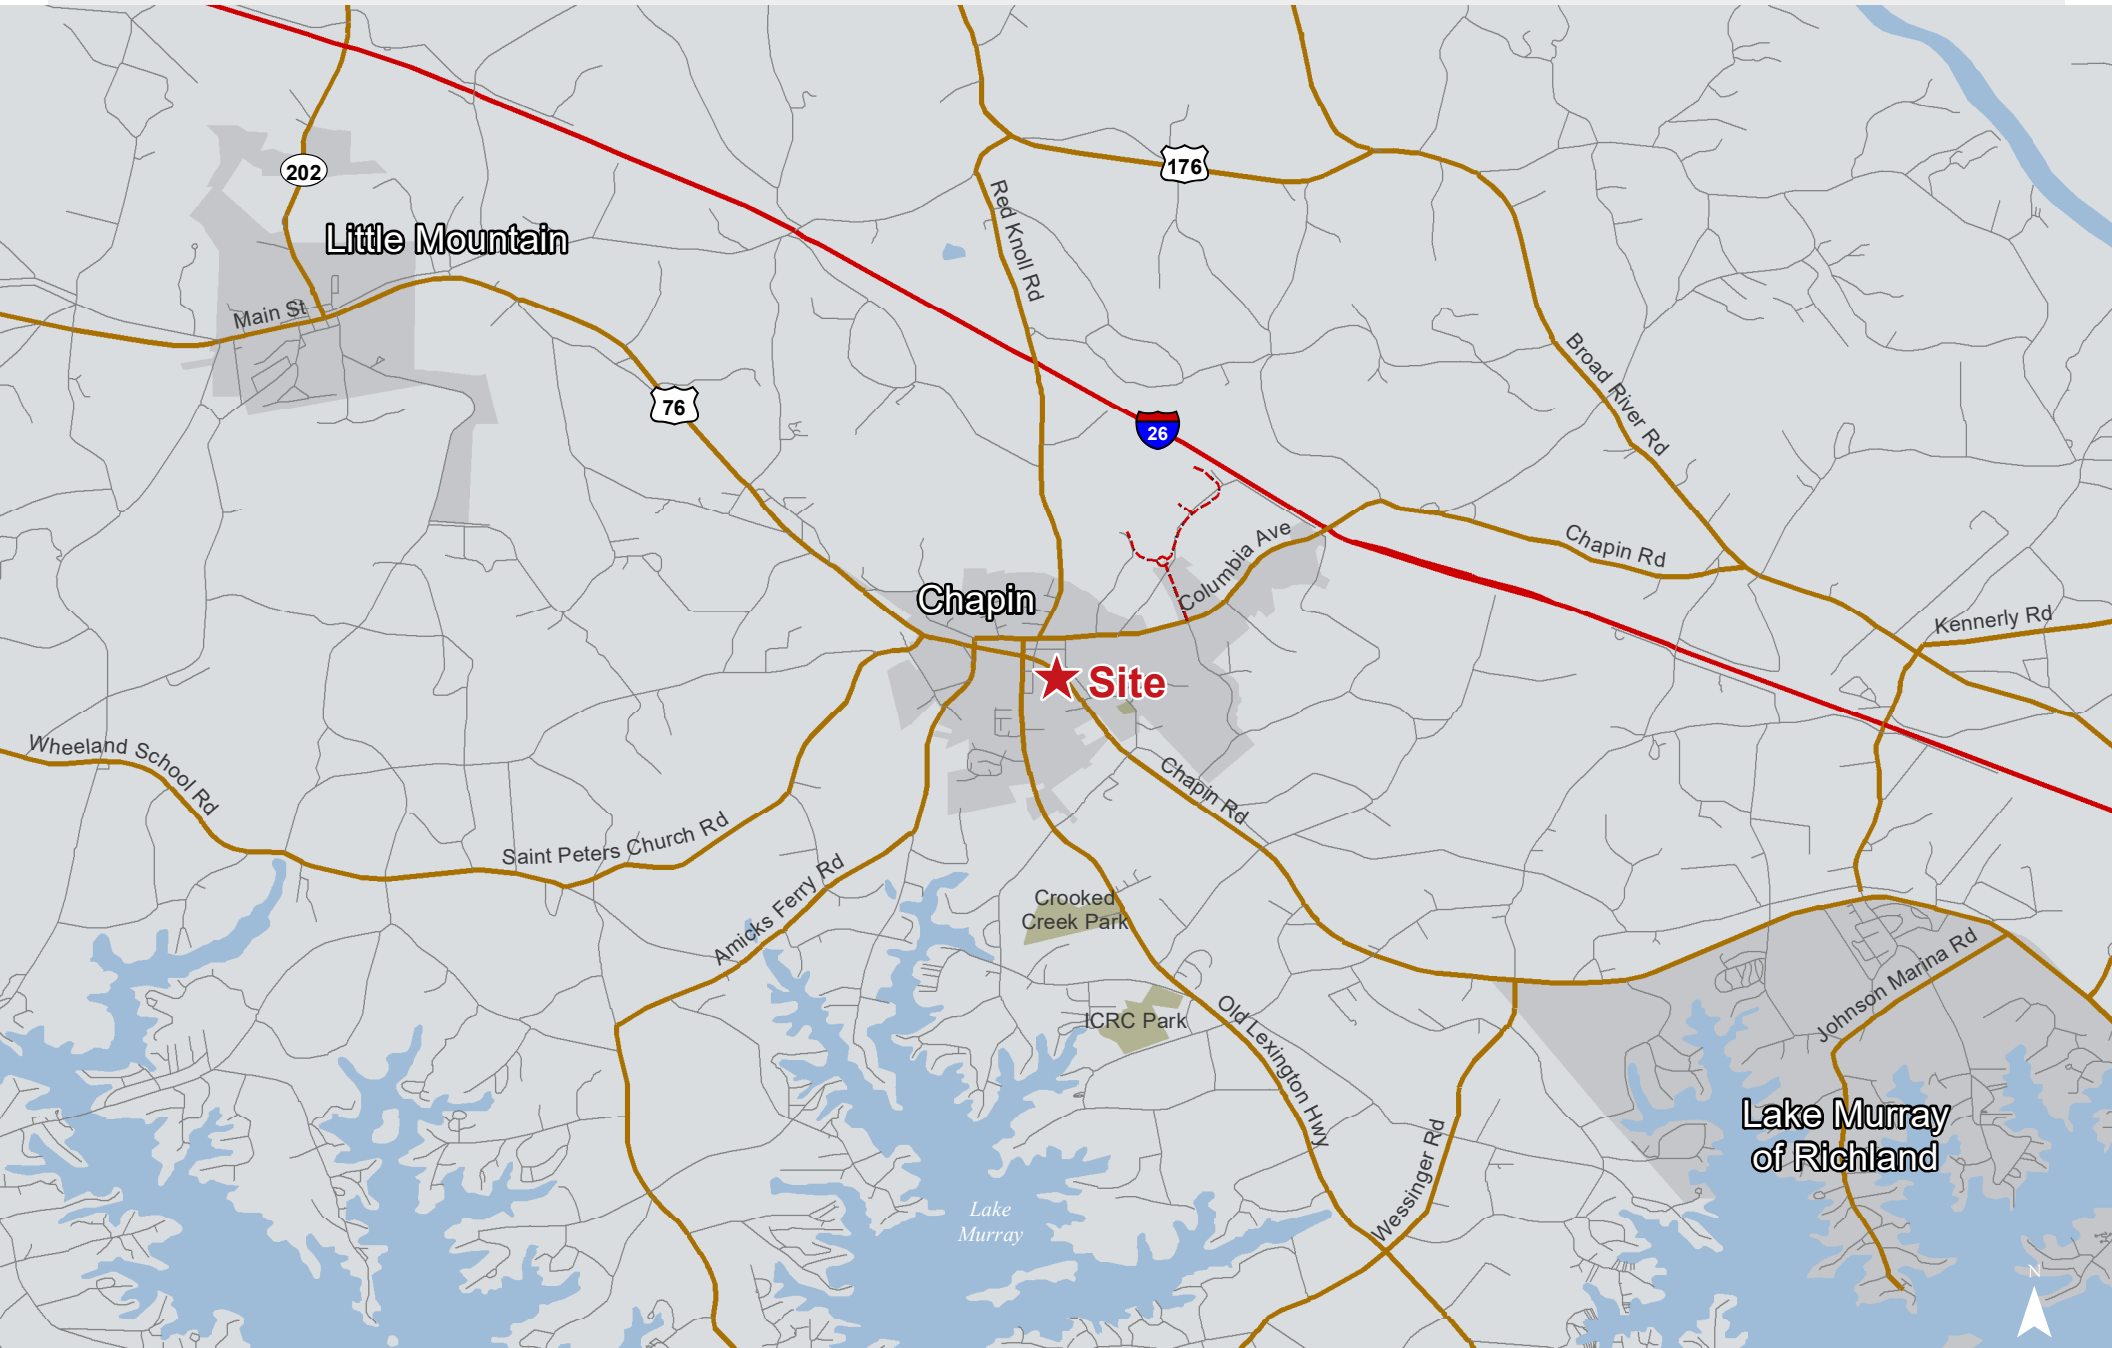 202
176
Red Knoll Rd
Little Mountain
Main St
76
26
Broad River Rd
Columbia Ave
Chapin Rd
Chapin
Kennerly Rd
Site
Wheeland School Rd
Chapin Rd
Saint Peters Church Rd
Amicks Ferry Rd
Crooked
Creek Park
Johnson Marina Rd
ICRC Park
Old Lexington Hwy
Lake Murray
of Richland
Wessinger Rd
Lake
Murray
N